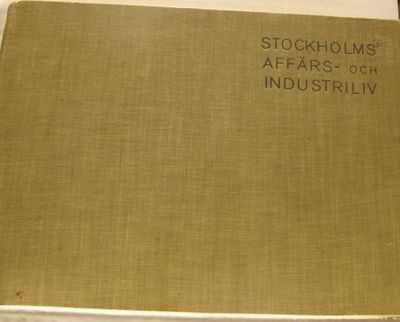 STOCKHOLMS
AFFÄRS- OCH
INDUSTRILIV